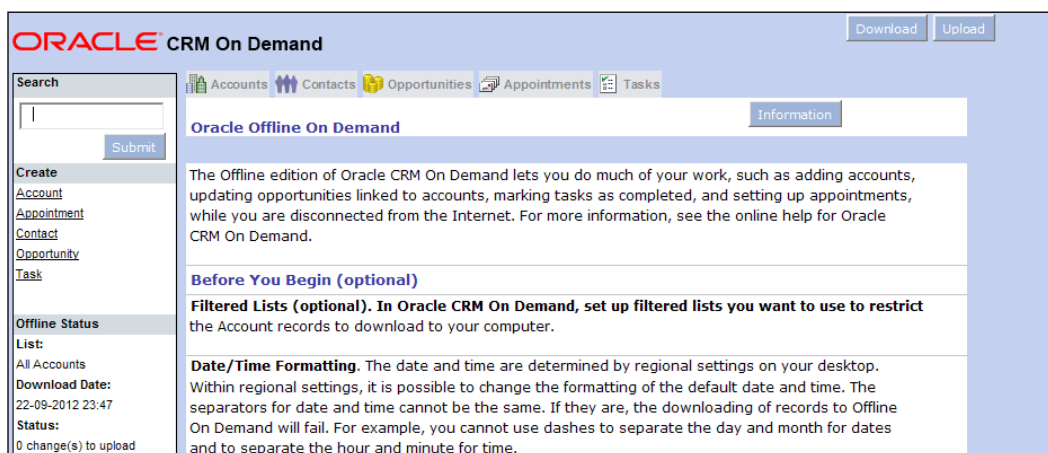 Download Upload
ORACLE CRM On Demand
Search
Submit
Create
Account
Appointment
Contact
Opportunity
Task
Offline Status
List:
All Accounts
Download Date:
22-09-2012 23:47
Status:
0 change(s) to upload
Accounts Contacts Opportunities Appointments Tasks
Oracle Offline On Demand
Information
The Offline edition of Oracle CRM On Demand lets you do much of your work, such as adding accounts,
updating opportunities linked to accounts, marking tasks as completed, and setting up appointments,
while you are disconnected from the Internet. For more information, see the online help for Oracle
CRM On Demand.
Before You Begin (optional)
Filtered Lists (optional). In Oracle CRM On Demand, set up filtered lists you want to use to restrict
the Account records to download to your computer.
Date/Time Formatting. The date and time are determined by regional settings on your desktop.
Within regional settings, it is possible to change the formatting of the default date and time. The
separators for date and time cannot be the same. If they are, the downloading of records to Offline
On Demand will fail. For example, you cannot use dashes to separate the day and month for dates
and to separate the hour and minute for time.